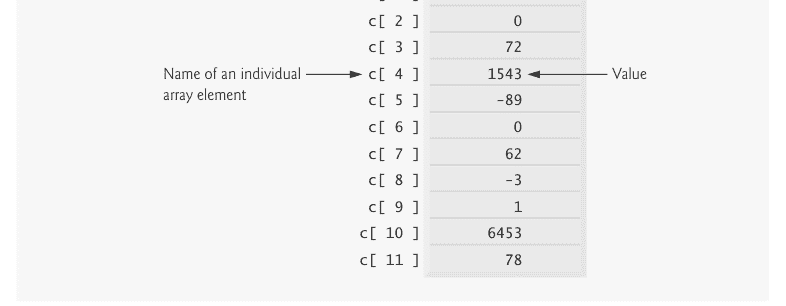 c[ 2 ] 0
c[ 3 ] 72
Name of an individual c[ 4 ] 1543 Value
array element
c[ 5 ] -89
c[ 6 ] 0
c[ 7 ] 62
c[ 8 ] -3
c[ 9 ] 1
c[ 10 ] 6453
c[ 11 ] 78